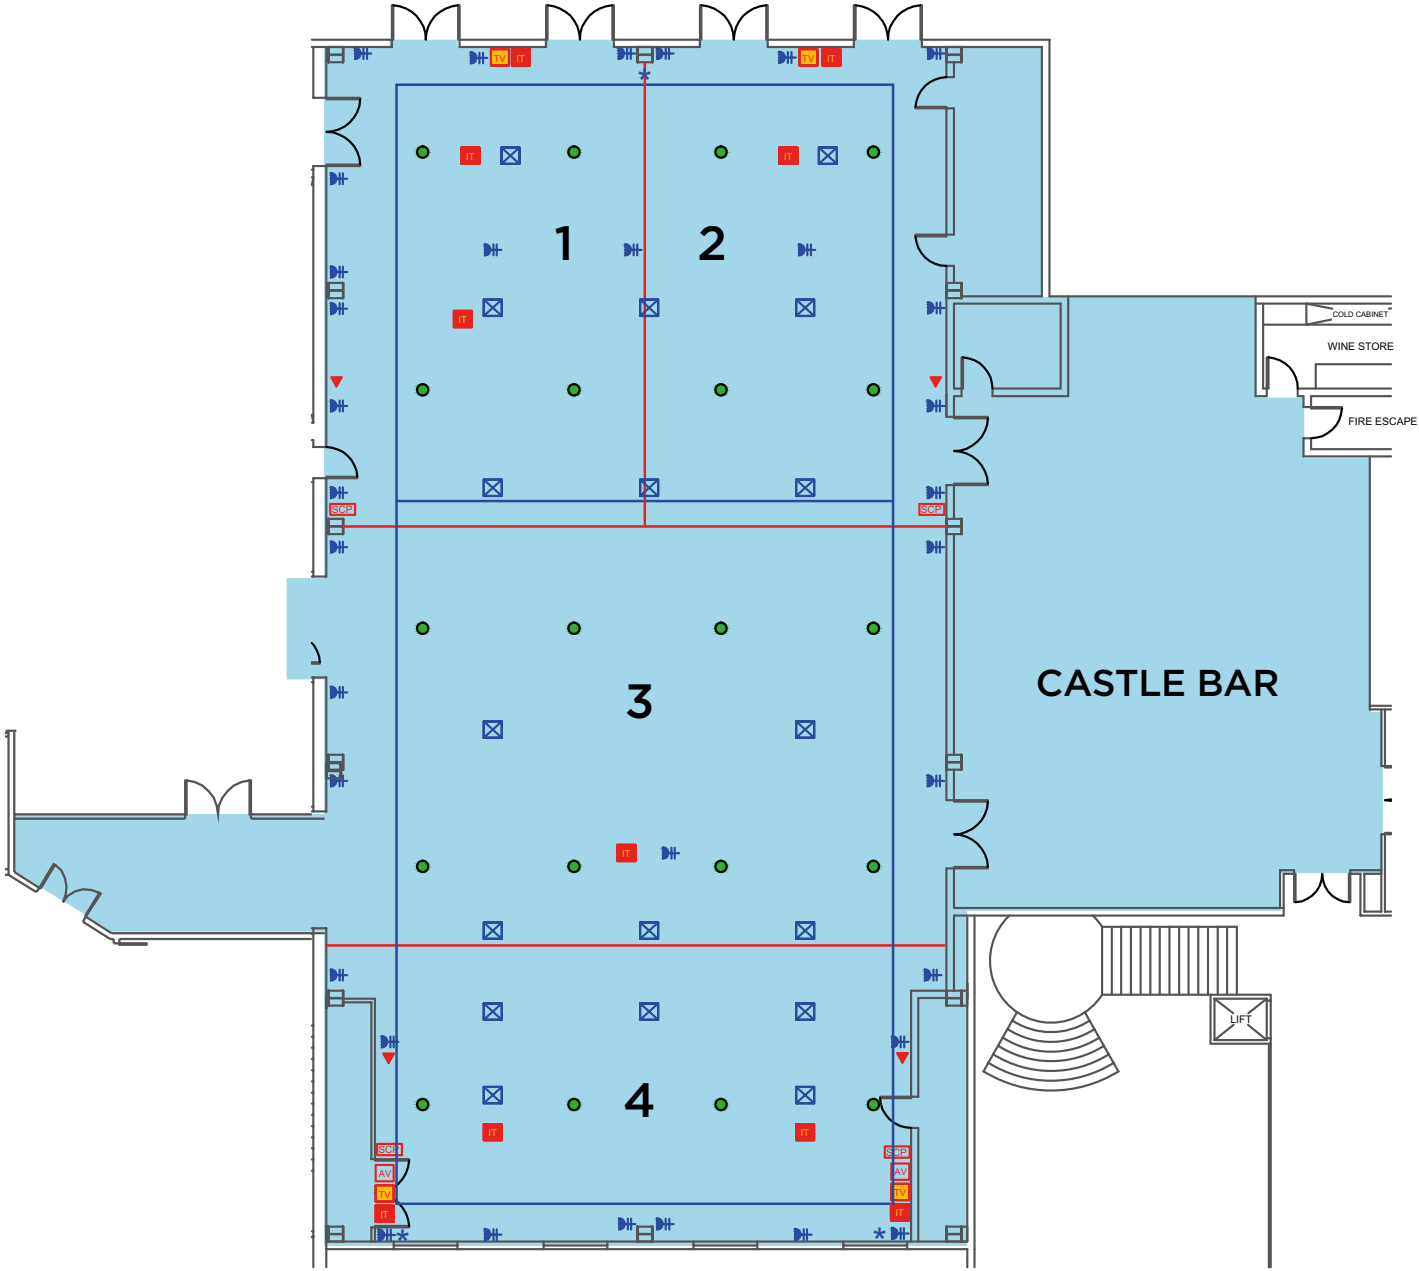 TV IT
TV IT
*
IT
IT
1
2
IT
COLD CABINET
WINE STORE
FIRE ESCAPE
SCP
SCP
3
CASTLE BAR
IT
LIFT
4
IT
IT
SCP
SCP
AV
AV
TV
TV
IT
IT
*
*